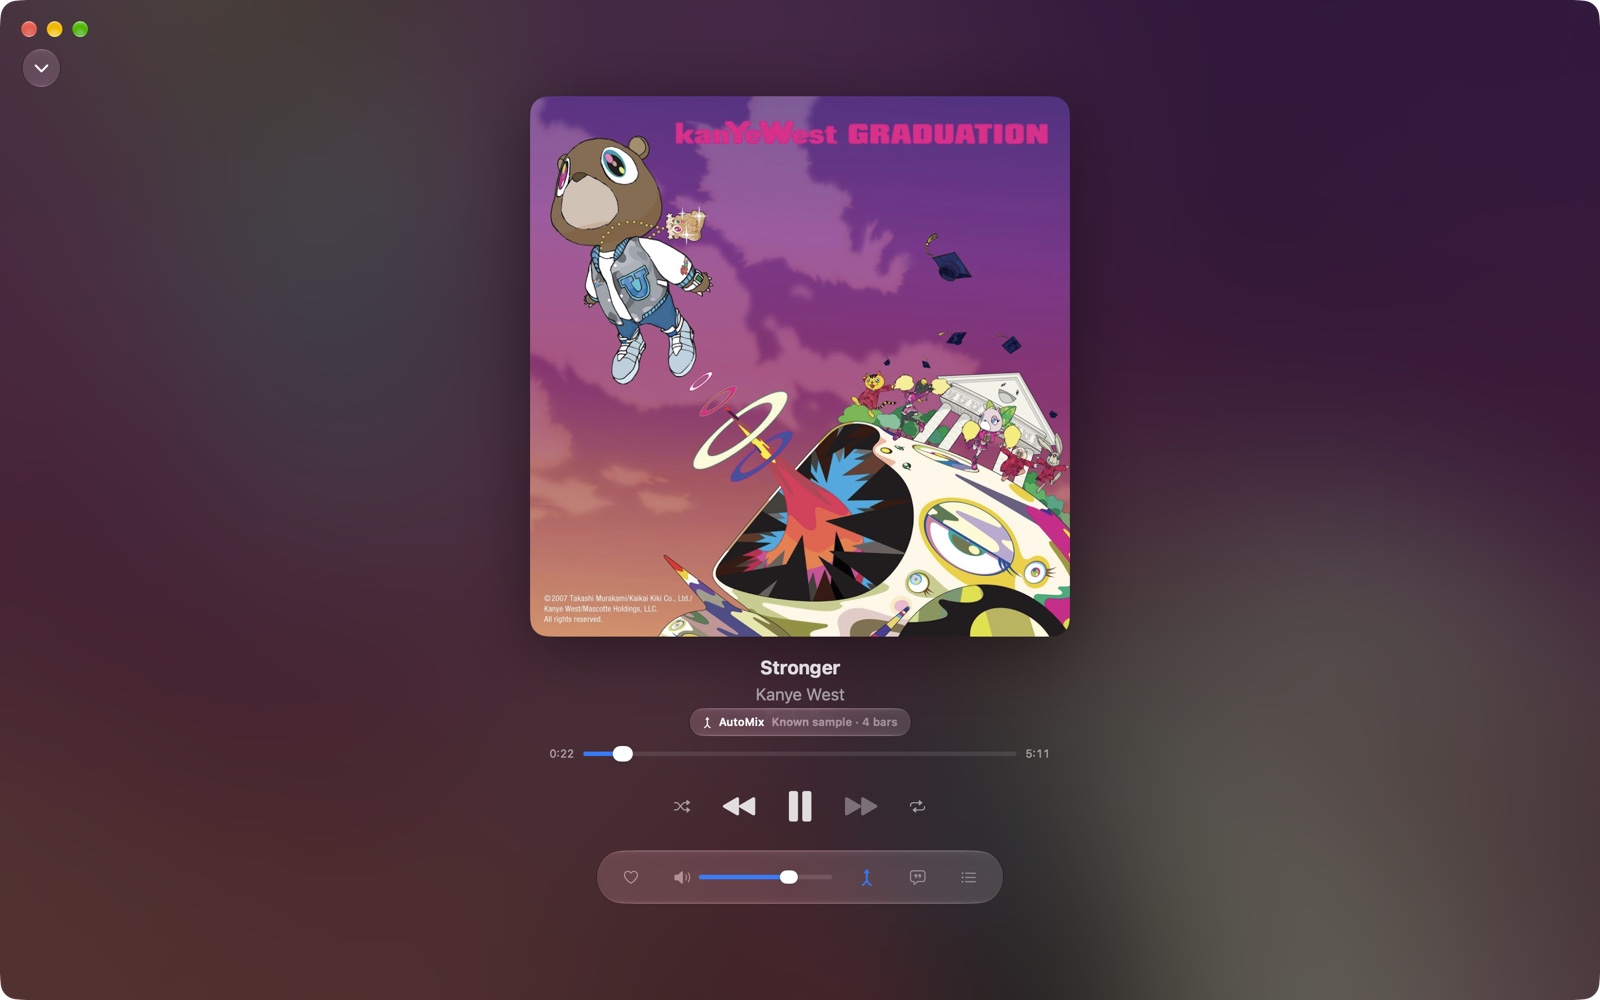 kanYeWest GRADUATION
U
©2007 Takashi Murakami/Kaikai Kiki Co., Ltd./
Kanye West/Mascotte Holdings, LLC.
All rights reserved.
Stronger
Kanye West
AutoMix Known sample · 4 bars
0:22
5:11